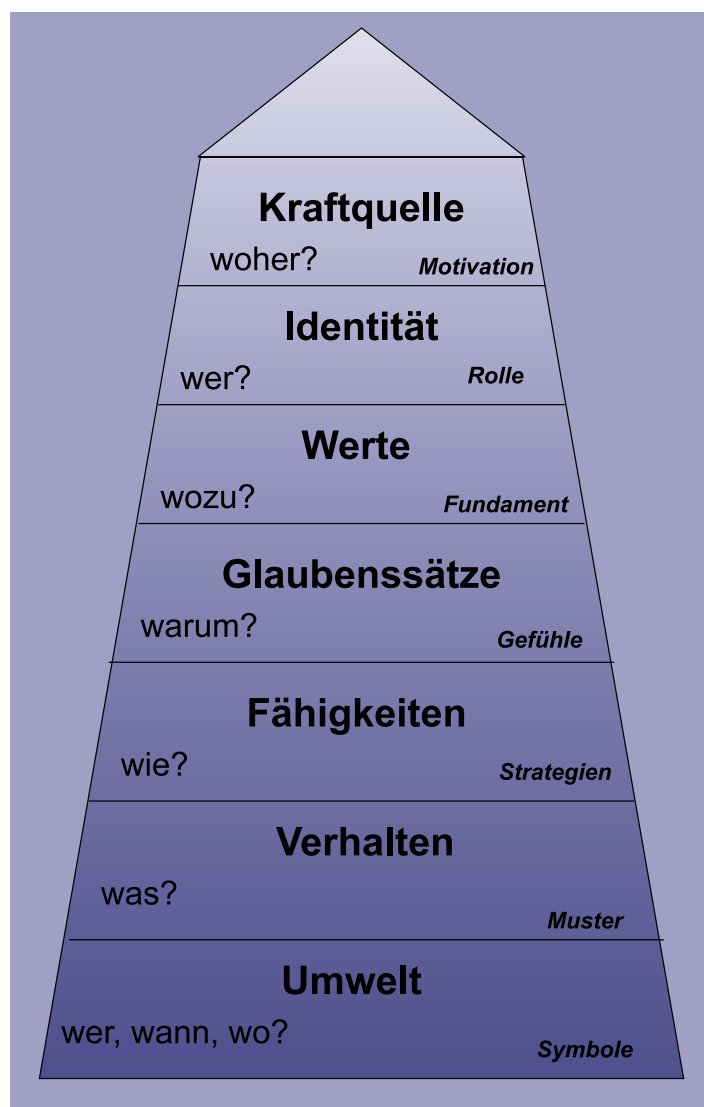 Kraftquelle
woher? Motivation
Identität
wer? Rolle
Werte
wozu? Fundament
Glaubenssätze
warum? Gefühle
Fähigkeiten
wie? Strategien
Verhalten
was? Muster
Umwelt
wer, wann, wo? Symbole